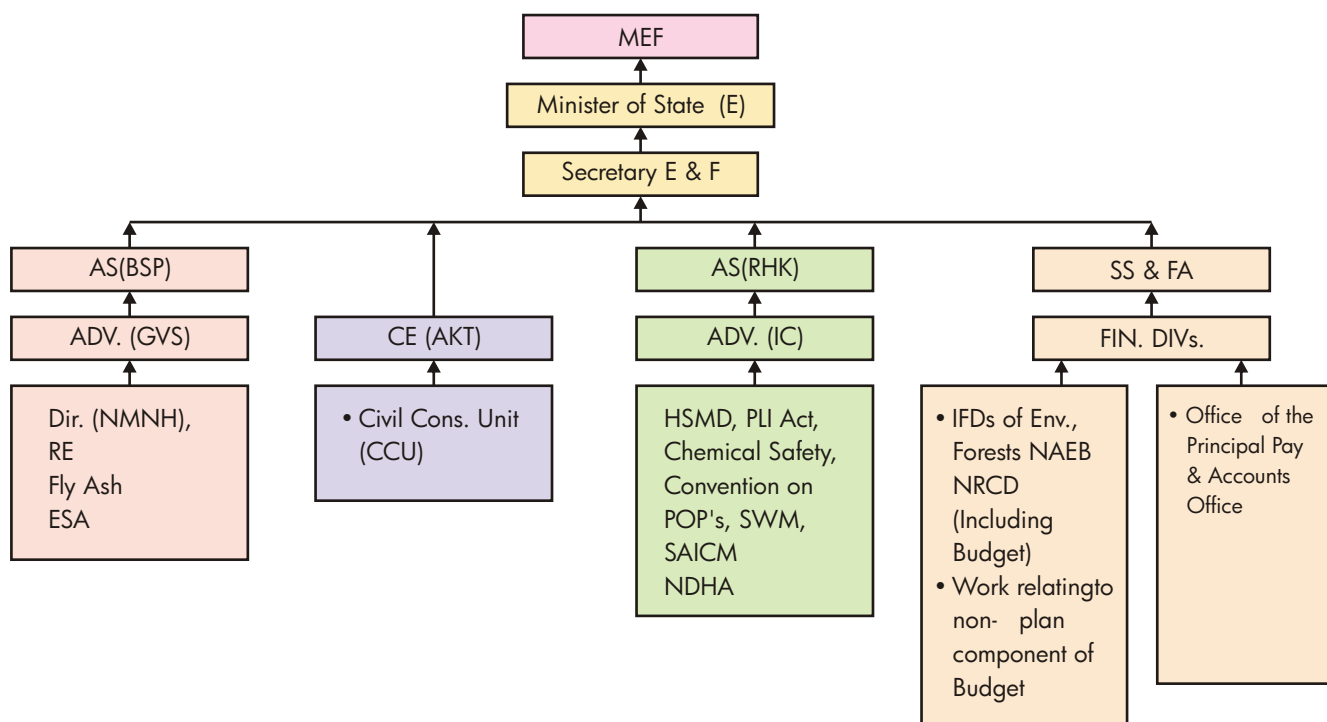 MEF
Minister of State (E)
Secretary E & F
AS(BSP)
ADV. (GVS)
Dir. (NMNH),
RE
Fly Ash
ESA
CE (AKT)
• Civil Cons. Unit
(CCU)
AS(RHK)
ADV. (IC)
HSMD, PLI Act,
Chemical Safety,
Convention on
POP's, SWM,
SAICM
NDHA
SS & FA
FIN. DIVs.
• IFDs of Env.,
Forests NAEB
NRCD
(Including
Budget)
• Work relatingto
non- plan
component of
Budget
• Office of the
Principal Pay
& Accounts
Office